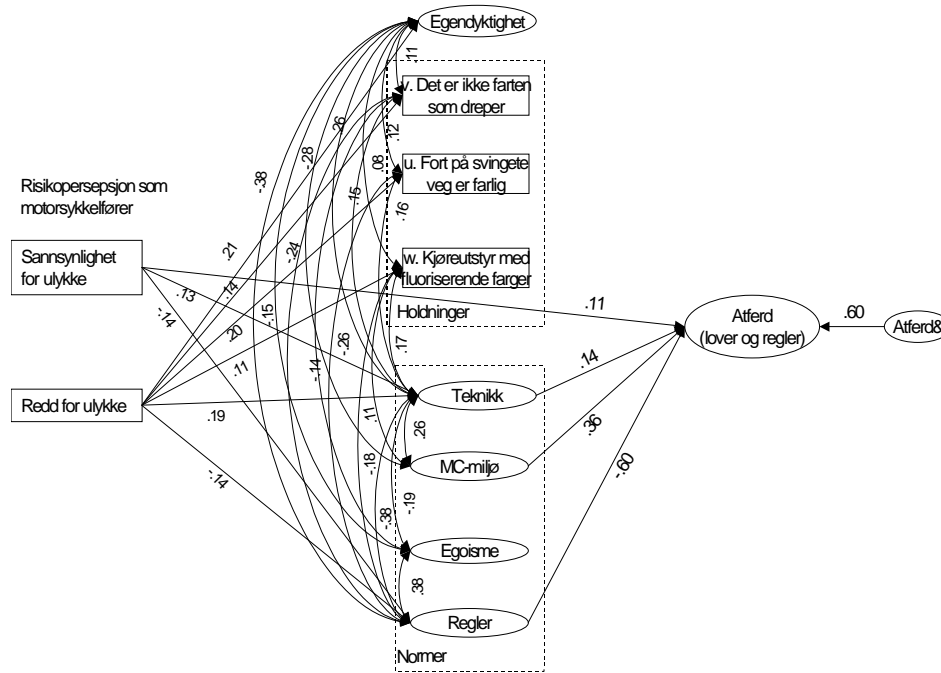 Egendyktighet
.11
v. Det er ikke farten
som dreper
.26
.12
-.28
.08
u. Fort på svingete
veg er farlig
-.38
Risikopersepsjon som
motorsykkelfører
.15
.16
.21
-.24
Sannsynlighet
for ulykke
w. Kjøreutstyr med
fluoriserende farger
.13
.14
-.14
-.15
.11
Holdninger
Atferd
(lover og regler)
.60
Atferd&
.20
-.26
.17
.11
-.14
.14
Redd for ulykke
Teknikk
.19
.11
.26
.36
-.18
MC-miljø
-.60
-.14
-.19
-.38
Egoisme
.38
Regler
Normer